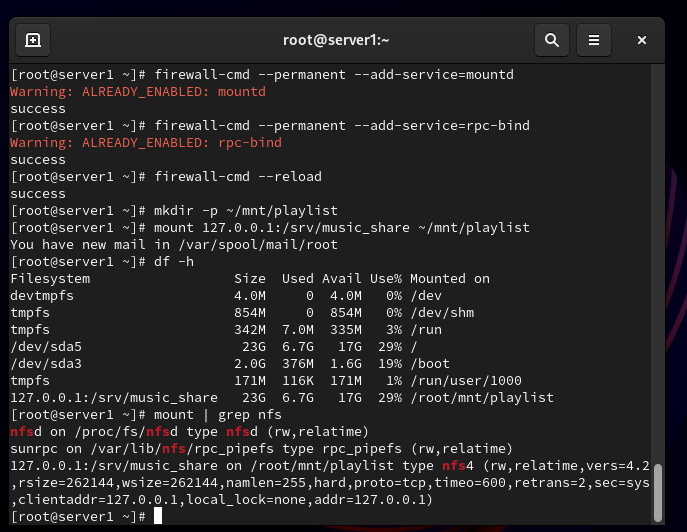 root@server1:~
[root@server1 ~]# firewall-cmd --permanent --add-service=mountd
Warning: ALREADY_ENABLED: mountd
success
[root@server1 ~]# firewall-cmd --permanent --add-service=rpc-bind
Warning: ALREADY_ENABLED: rpc-bind
success
[root@server1 ~]# firewall-cmd --reload
success
[root@server1 ~]# mkdir -p ~/mnt/playlist
[root@server1 ~]# mount 127.0.0.1:/srv/music_share ~/mnt/playlist
You have new mail in /var/spool/mail/root
[root@server1 ~]# df -h
Filesystem                  Size  Used Avail Use% Mounted on
devtmpfs                    4.0M     0  4.0M   0% /dev
tmpfs                       854M     0  854M   0% /dev/shm
tmpfs                       342M  7.0M  335M   3% /run
/dev/sda5                    23G  6.7G   17G  29% /
/dev/sda3                   2.0G  376M  1.6G  19% /boot
tmpfs                       171M  116K  171M   1% /run/user/1000
127.0.0.1:/srv/music_share   23G  6.7G   17G  29% /root/mnt/playlist
[root@server1 ~]# mount | grep nfs
nfsd on /proc/fs/nfsd type nfsd (rw,relatime)
sunrpc on /var/lib/nfs/rpc_pipefs type rpc_pipefs (rw,relatime)
127.0.0.1:/srv/music_share on /root/mnt/playlist type nfs4 (rw,relatime,vers=4.2
,rsize=262144,wsize=262144,namlen=255,hard,proto=tcp,timeo=600,retrans=2,sec=sys
,clientaddr=127.0.0.1,local_lock=none,addr=127.0.0.1)
[root@server1 ~]#